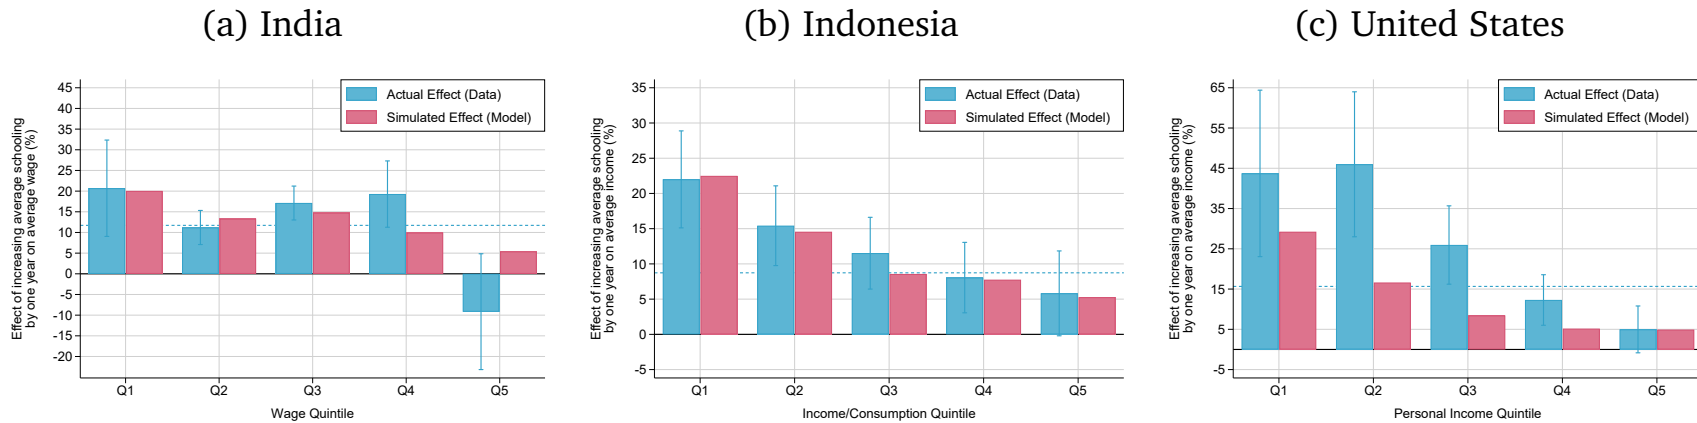 (a) India
Effect of increasing average schooling
by one year on average wage (%)
45
40
35
30
25
20
15
10
5
0
-5
-10
-15
-20
Actual Effect (Data)
Simulated Effect (Model)
Q1 Q2 Q3 Q4 Q5
Wage Quintile
(b) Indonesia
Effect of increasing average schooling
by one year on average income (%)
35
30
25
20
15
10
5
0
-5
Actual Effect (Data)
Simulated Effect (Model)
Q1 Q2 Q3 Q4 Q5
Income/Consumption Quintile
(c) United States
Effect of increasing average schooling
by one year on average income (%)
65
55
45
35
25
15
5
-5
Actual Effect (Data)
Simulated Effect (Model)
Q1 Q2 Q3 Q4 Q5
Personal Income Quintile